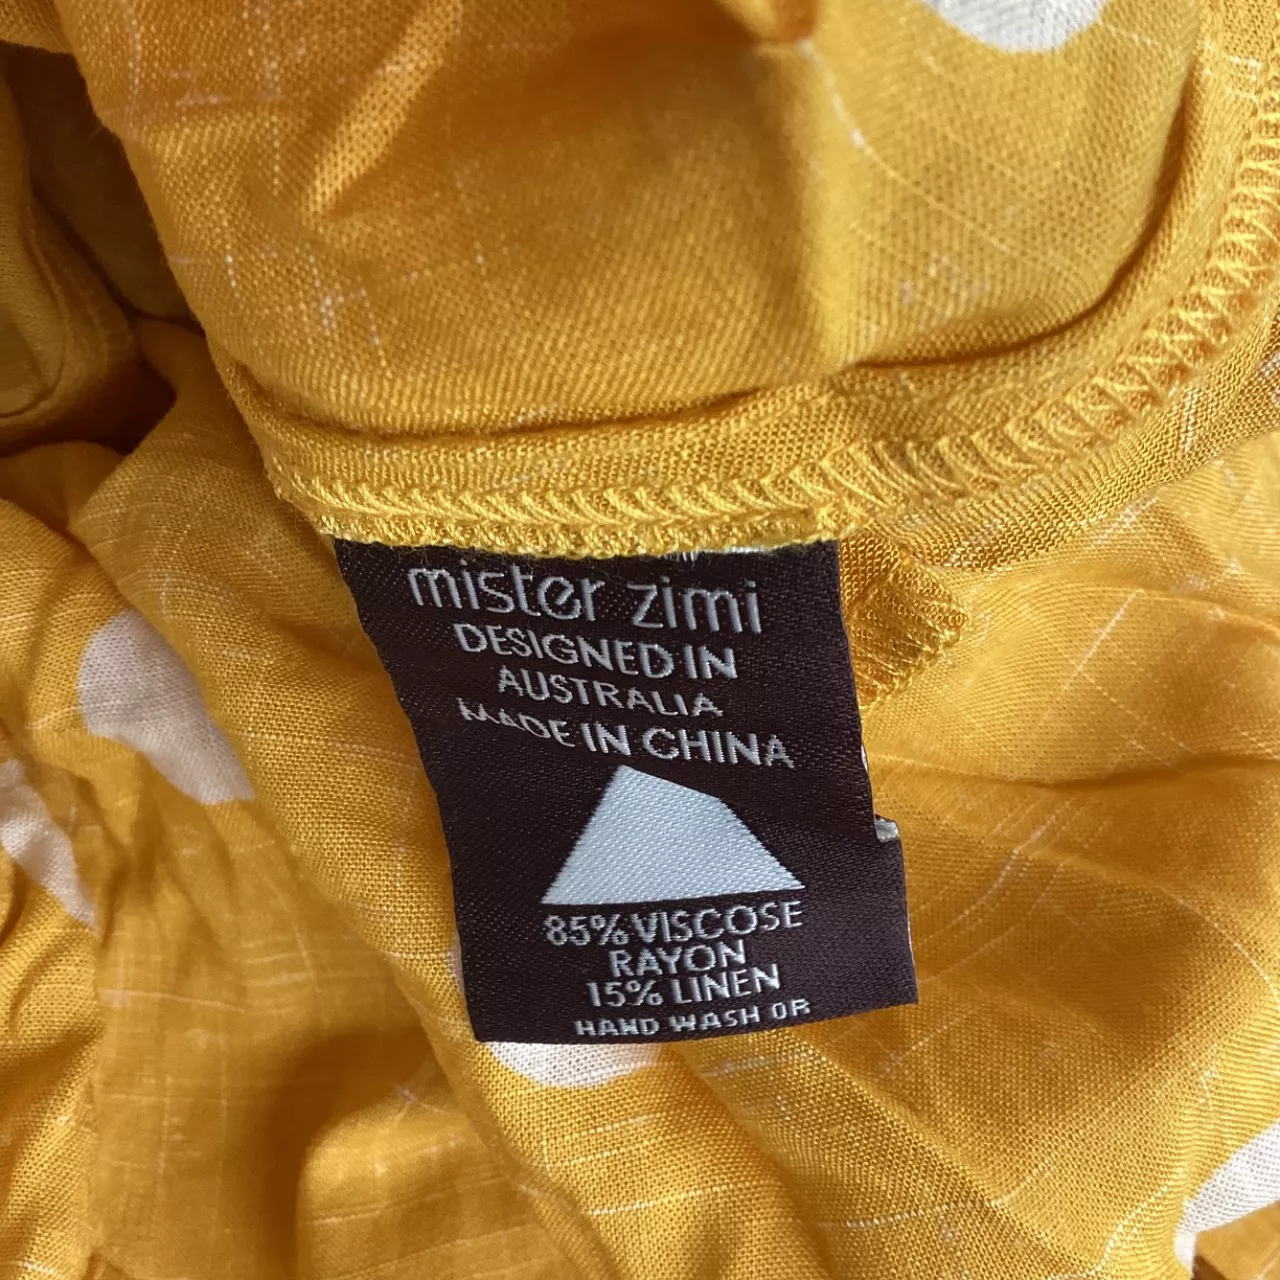 mister zimi
DESIGNED IN
AUSTRALIA
MADE IN CHINA
85% VISCOSE
RAYON
15% LINEN
HAND WASH OR